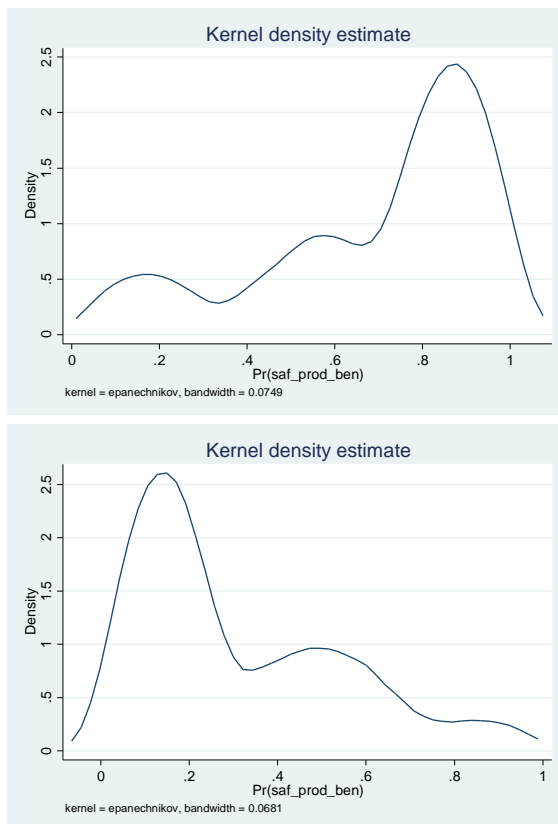 Kernel density estimate
2.5
2
1.5
1
.5
0
Density
0 .2 .4 .6 .8 1
Pr(saf_prod_ben)
kernel = epanechnikov, bandwidth = 0.0749
Kernel density estimate
2.5
2
1.5
1
.5
0
Density
0 .2 .4 .6 .8 1
Pr(saf_prod_ben)
kernel = epanechnikov, bandwidth = 0.0681